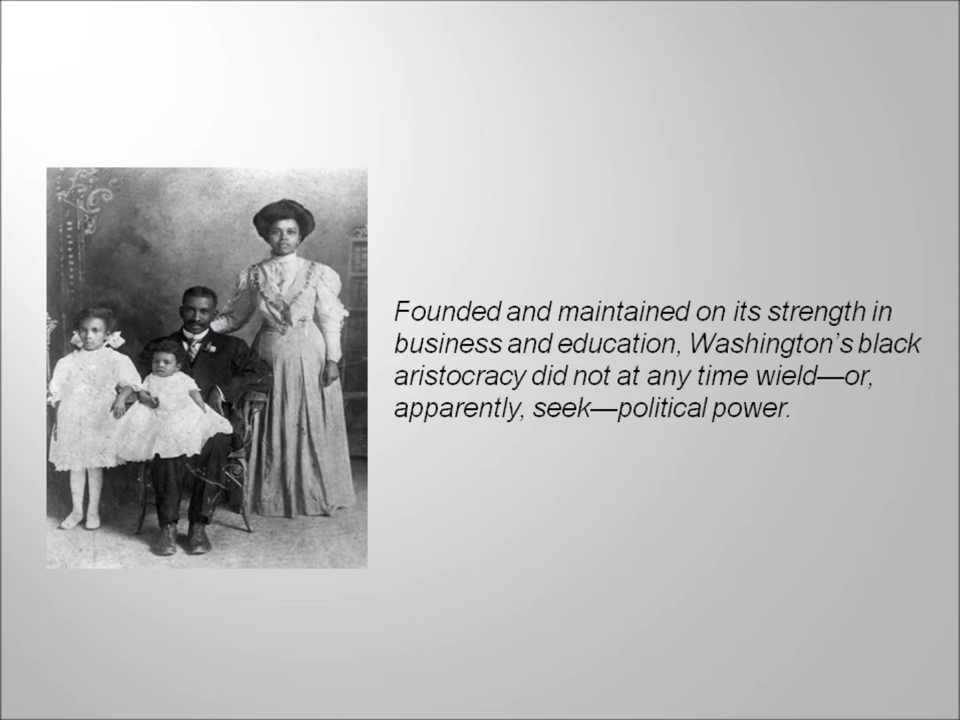 Founded and maintained on its strength in
business and education, Washington's black
aristocracy did not at any time wield—or,
apparently, seek—political power.